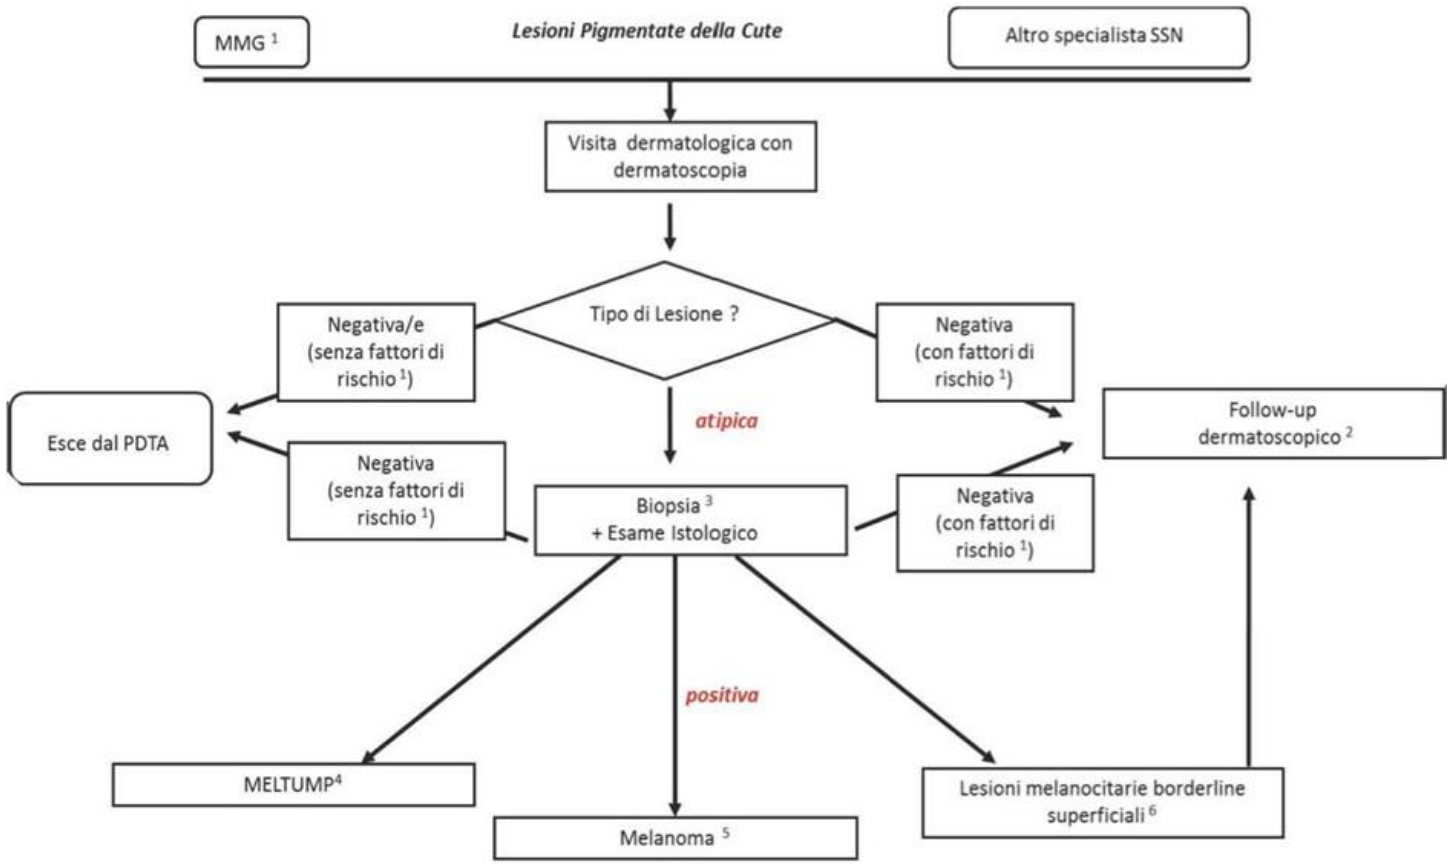 Lesioni Pigmentate della Cute
MMG 1
Altro specialista SSN
Visita dermatologica con
dermatoscopia
Tipo di Lesione ?
Negativa/e
(senza fattori di
rischio 1)
Negativa
(con fattori di
rischio 1)
atipica
Esce dal PDTA
Follow-up
dermatoscopico 2
Negativa
(senza fattori di
rischio 1)
Biopsia 3
+ Esame Istologico
Negativa
(con fattori di
rischio 1)
positiva
MELTUMP4
Melanoma 5
Lesioni melanocitarie borderline
superficiali 6